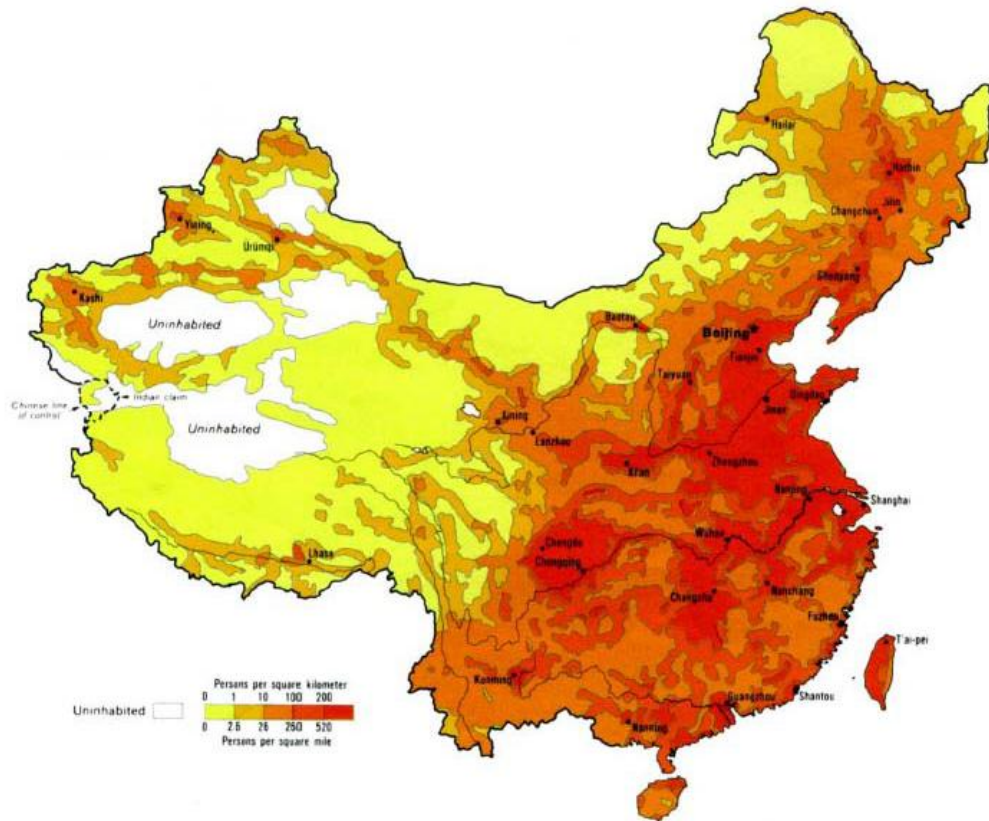 Hailar
Harbin
Jilin
Changchun
Yining
Ürümqi
Shenyang
Kashi
Baotou
Uninhabited
Beijing
Tianjin
Taiyuan
Indian claim
Chinese line
of control
Qingdao
Jinan
Xining
Uninhabited
Lanzhou
Zhengzhou
Xi'an
Nanjing
Shanghai
Wuhan
Chengdu
Lhasa
Chongqing
Nanchang
Changsha
Fuzhou
T'ai-pei
Kunming
Persons per square kilometer
0 1 10 100 200
Uninhabited
0 2.6 26 260 520
Persons per square mile
Guangzhou
Shantou
Nanning